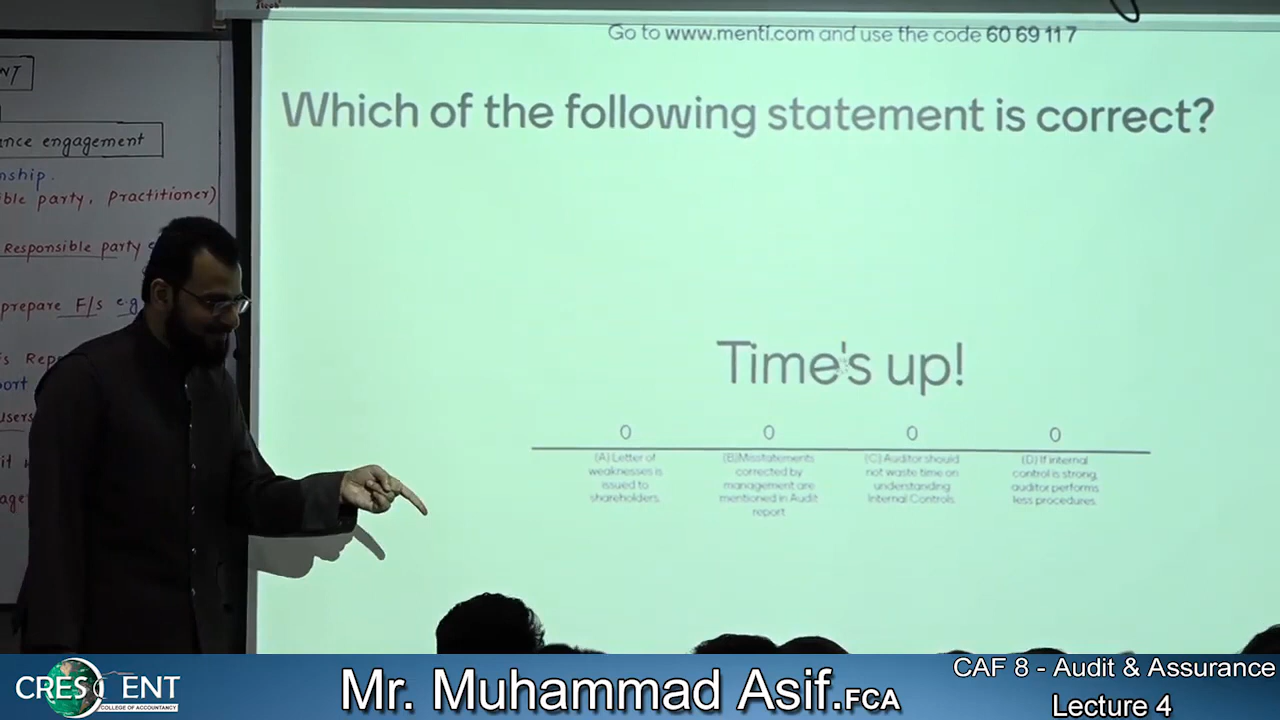 Go to www.menti.com and use the code 60 69 11 7
Which of the following statement is correct?
Time's up!
0
0
0
0
(A) Letter of
weaknesses is
issued to
shareholders.
(B) Misstatements
corrected by
management are
mentioned in Audit
report
(C) Auditor should
not waste time on
understanding
Internal Controls.
(D) If internal
control is strong,
auditor performs
less procedures.
engagement
party, Practitioner)
Responsible party
prepare F/s e.g
CRESCENT
COLLEGE OF ACCOUNTANCY
Mr. Muhammad Asif.FCA
CAF 8 - Audit & Assurance
Lecture 4